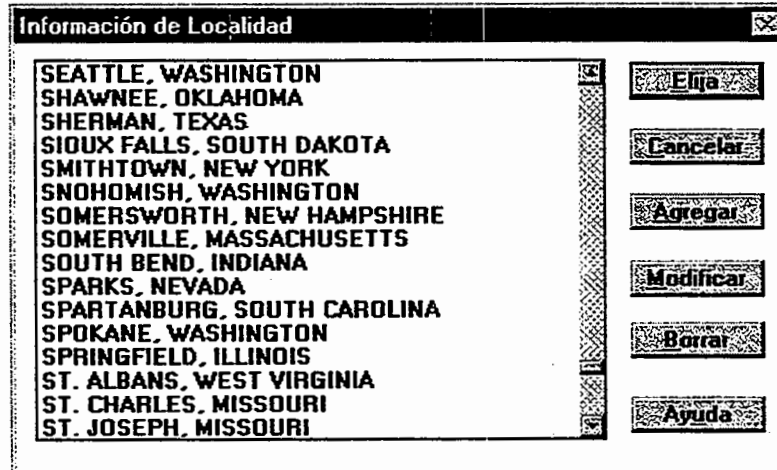 Información de Localidad
SEATTLE, WASHINGTON
SHAWNEE, OKLAHOMA
SHERMAN, TEXAS
SIOUX FALLS, SOUTH DAKOTA
SMITHTOWN, NEW YORK
SNOHOMISH, WASHINGTON
SOMERSWORTH, NEW HAMPSHIRE
SOMERVILLE, MASSACHUSETTS
SOUTH BEND, INDIANA
SPARKS, NEVADA
SPARTANBURG, SOUTH CAROLINA
SPOKANE, WASHINGTON
SPRINGFIELD, ILLINOIS
ST. ALBANS, WEST VIRGINIA
ST. CHARLES, MISSOURI
ST. JOSEPH, MISSOURI
Elija
Cancelar
Agregar
Modificar
Borrar
Ayuda